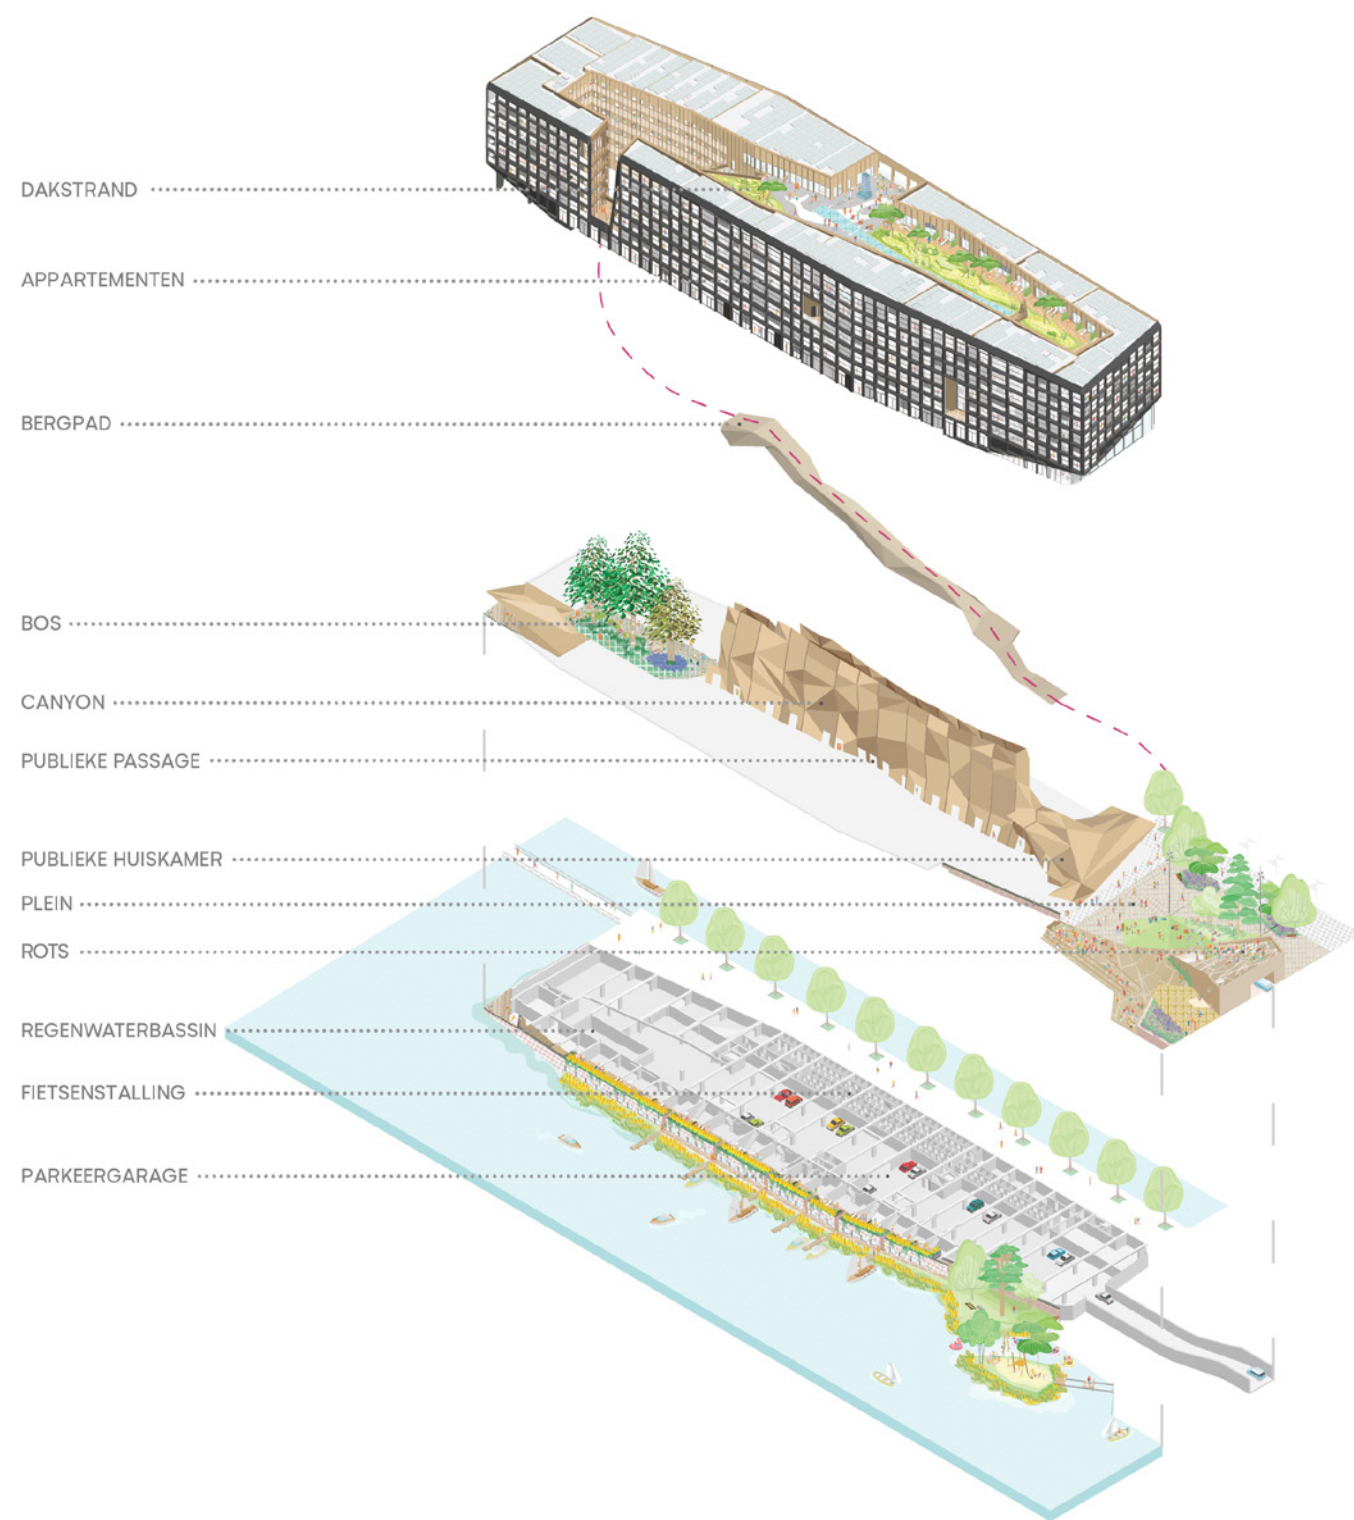 DAKSTRAND
APPARTEMENTEN
BERGPAD
BOS
CANYON
PUBLIEKE PASSAGE
PUBLIEKE HUISKAMER
PLEIN
ROTS
REGENWATERBASSIN
FIETSENSTALLING
PARKEERGARAGE